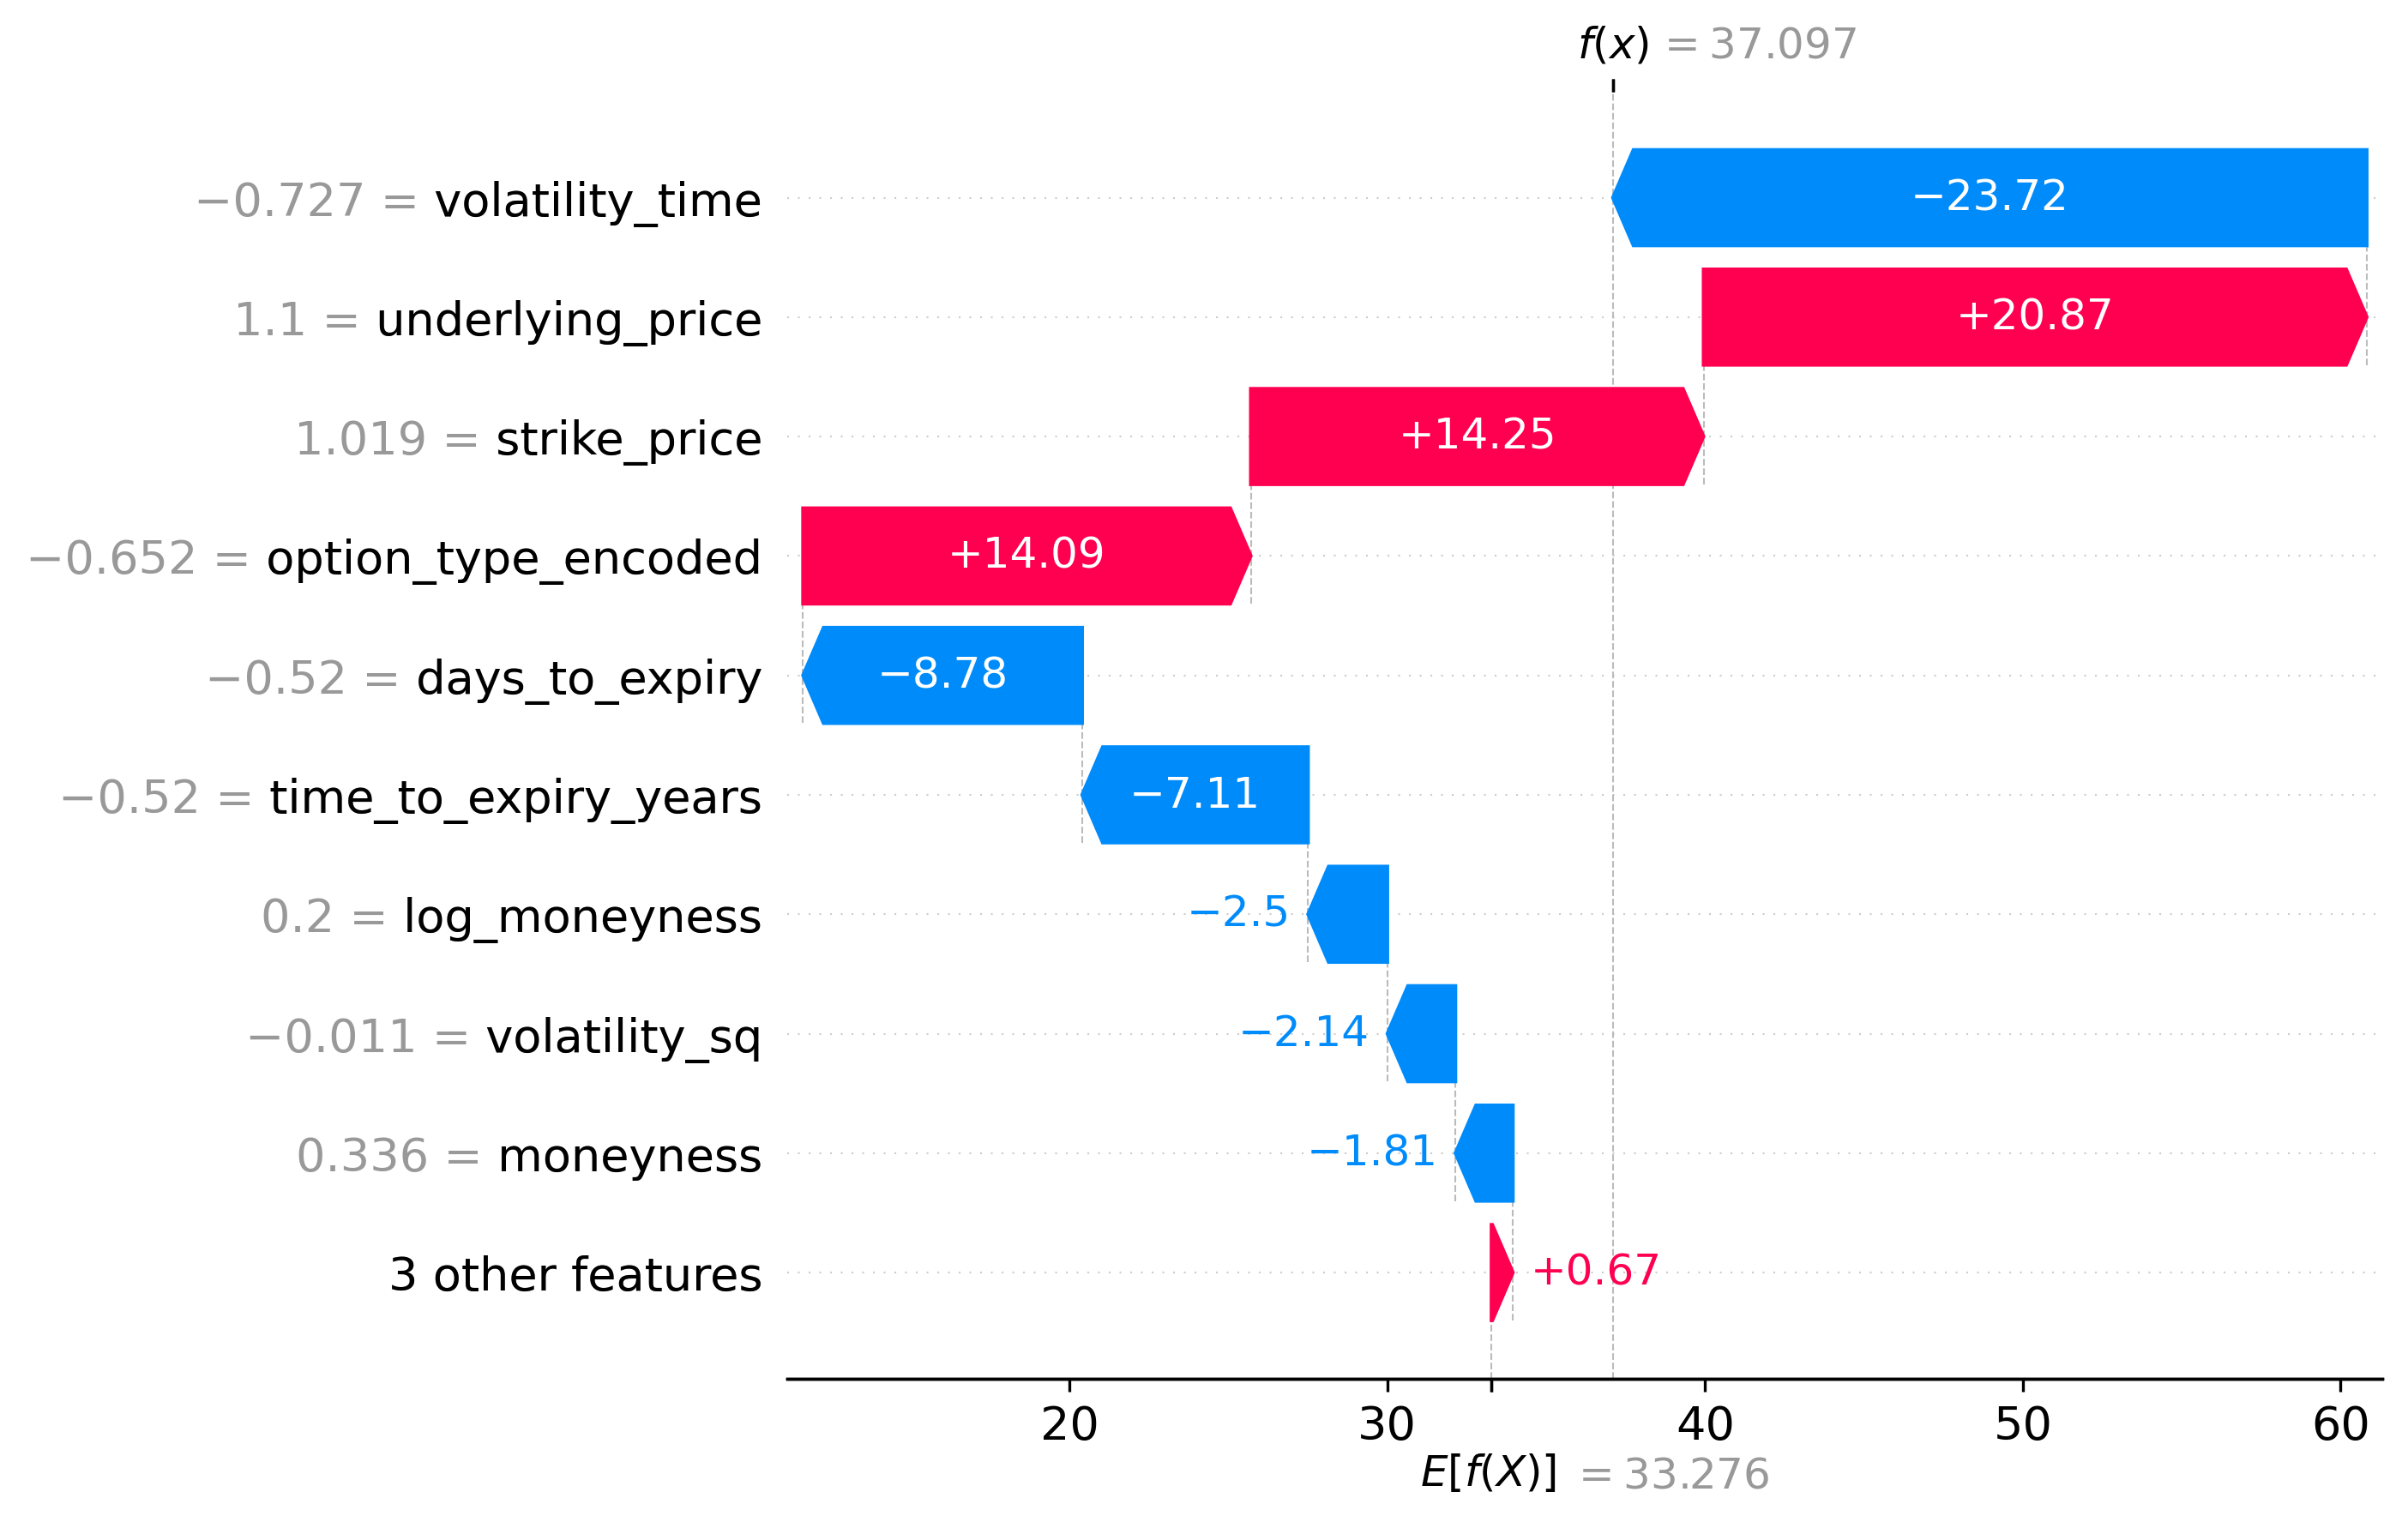 f(x) = 37.097
−0.727 = volatility_time
−23.72
1.1 = underlying_price
+20.87
1.019 = strike_price
+14.25
−0.652 = option_type_encoded
+14.09
−0.52 = days_to_expiry
−8.78
−0.52 = time_to_expiry_years
−7.11
0.2 = log_moneyness
−2.5
−0.011 = volatility_sq
−2.14
0.336 = moneyness
−1.81
3 other features
+0.67
20 30 40 50 60
E[f(X)] = 33.276